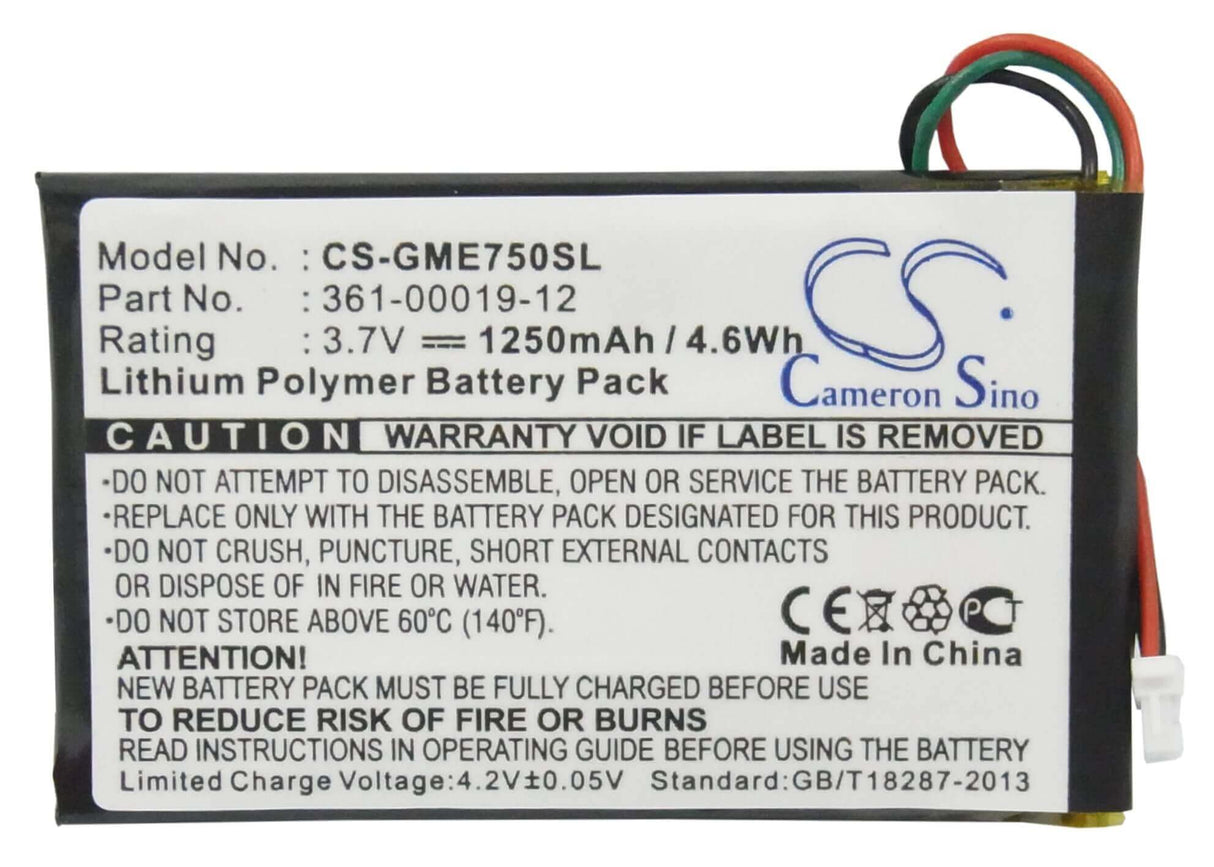 Model No. : CS-GME750SL
Part No. : 361-00019-12
Rating : 3.7V ⎓ 1250mAh / 4.6Wh
Lithium Polymer Battery Pack
CS
Cameron Sino
CAUTION WARRANTY VOID IF LABEL IS REMOVED
·DO NOT ATTEMPT TO DISASSEMBLE, OPEN OR SERVICE THE BATTERY PACK.
·REPLACE ONLY WITH THE BATTERY PACK DESIGNATED FOR THIS PRODUCT.
·DO NOT CRUSH, PUNCTURE, SHORT EXTERNAL CONTACTS
OR DISPOSE OF IN FIRE OR WATER.
·DO NOT STORE ABOVE 60°C (140°F).
CE PCT
Made In China
ATTENTION!
NEW BATTERY PACK MUST BE FULLY CHARGED BEFORE USE
TO REDUCE RISK OF FIRE OR BURNS
READ INSTRUCTIONS IN OPERATING GUIDE BEFORE USING THE BATTERY
Limited Charge Voltage:4.2V±0.05V Standard:GB/T18287-2013